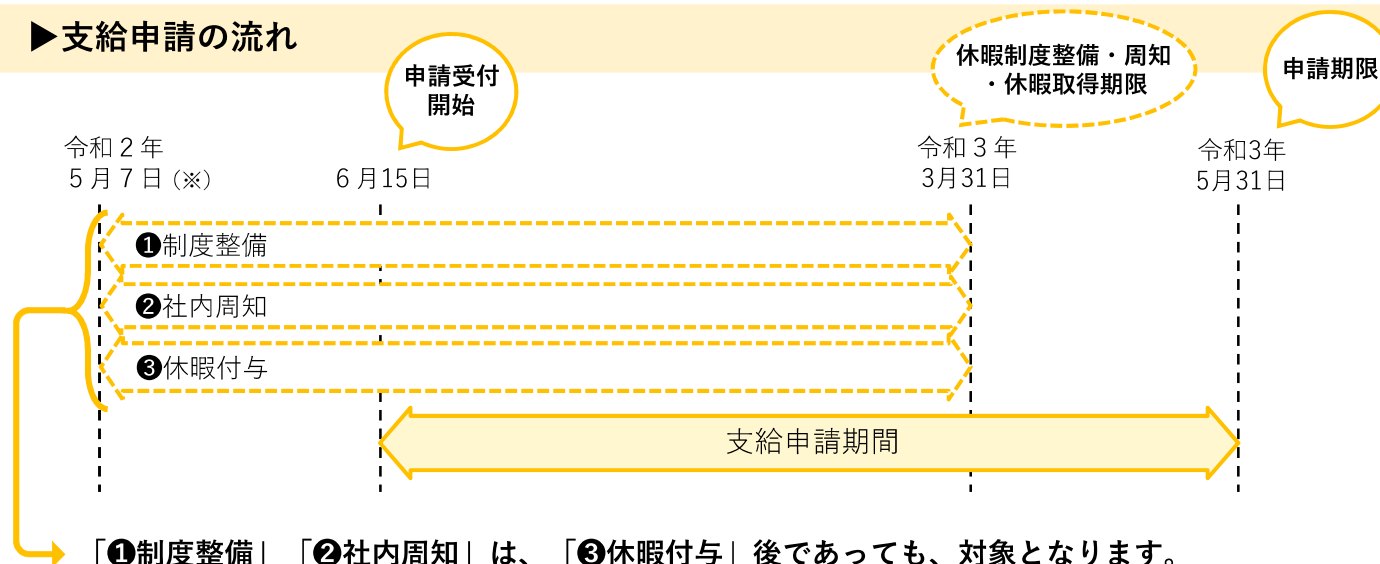 ▶支給申請の流れ
申請受付
開始
休暇制度整備・周知
・休暇取得期限
申請期限
令和２年
５月７日（※）
６月15日
令和３年
3月31日
令和3年
5月31日
❶制度整備
❷社内周知
❸休暇付与
支給申請期間
「❶制度整備」「❷社内周知」は、「❸休暇付与」後であっても、対象となります。